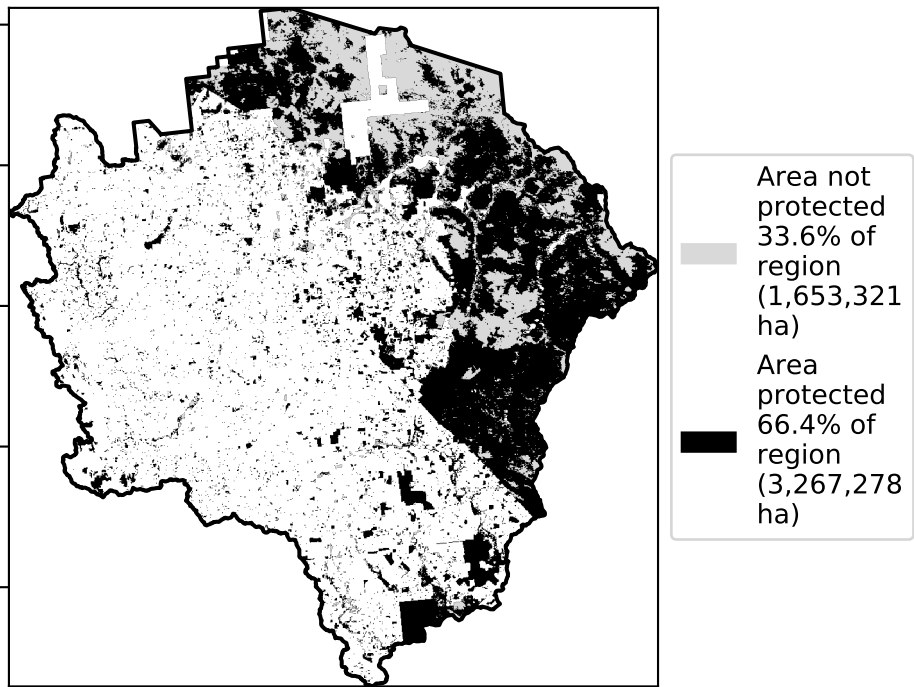 Area not
protected
33.6% of
region
(1,653,321
ha)
Area
protected
66.4% of
region
(3,267,278
ha)